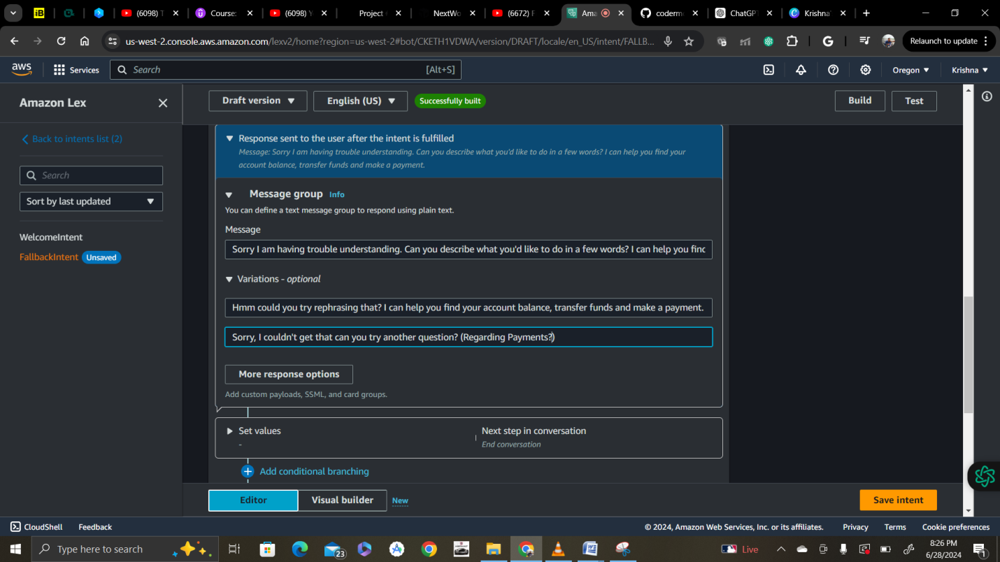 (6098) T
Course:
(6098) Y
Project
NextWo
(6672) F
Ama
coderme
ChatGPT
Krishna'
us-west-2.console.aws.amazon.com/lexv2/home?region=us-west-2#bot/CKETH1VDWA/version/DRAFT/locale/en_US/intent/FALLB...
Relaunch to update
aws
Services
Search
[Alt+S]
Oregon
Krishna
Amazon Lex
Draft version
English (US)
Successfully built
Build
Test
Back to intents list (2)
Search
Sort by last updated
WelcomeIntent
FallbackIntent Unsaved
Response sent to the user after the intent is fulfilled
Message: Sorry I am having trouble understanding. Can you describe what you'd like to do in a few words? I can help you find your
account balance, transfer funds and make a payment.
Message group Info
You can define a text message group to respond using plain text.
Message
Sorry I am having trouble understanding. Can you describe what you'd like to do in a few words? I can help you find
Variations - optional
Hmm could you try rephrasing that? I can help you find your account balance, transfer funds and make a payment.
Sorry, I couldn't get that can you try another question? (Regarding Payments?)
More response options
Add custom payloads, SSML, and card groups.
Set values
-
Next step in conversation
End conversation
Add conditional branching
Editor
Visual builder
New
Save intent
CloudShell
Feedback
© 2024, Amazon Web Services, Inc. or its affiliates.
Privacy
Terms
Cookie preferences
Type here to search
23
Live
8:26 PM
6/28/2024
1